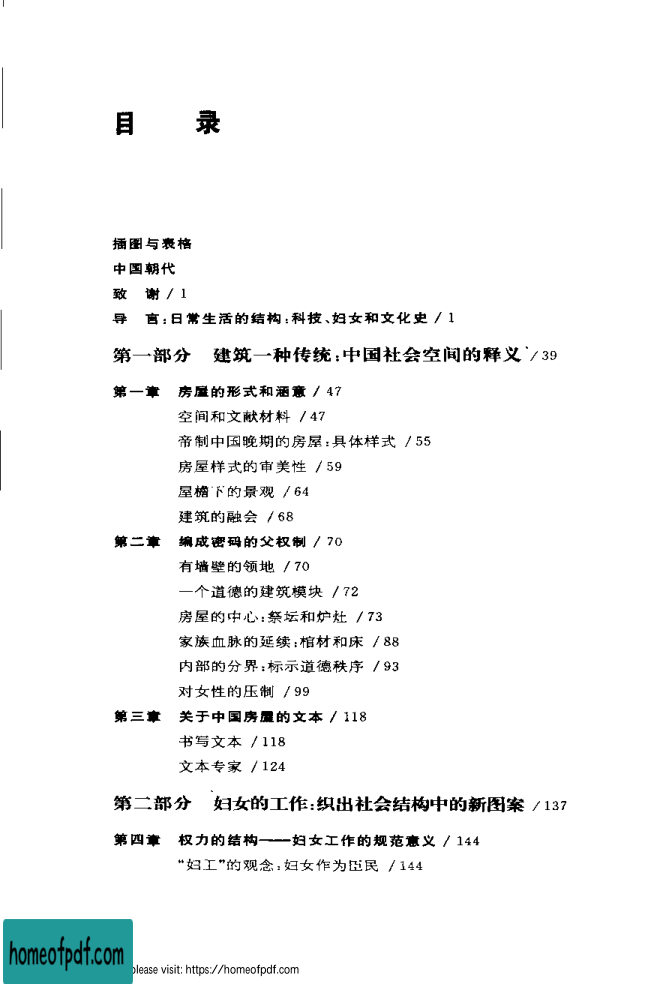 目 录
插图与表格
中国朝代
致 谢 / 1
导 言:日常生活的结构:科技、妇女和文化史 / 1
第一部分 建筑一种传统:中国社会空间的释义 / 39
第一章 房屋的形式和涵意 / 47
空间和文献材料 / 47
帝制中国晚期的房屋:具体样式 / 55
房屋样式的审美性 / 59
屋檐下的景观 / 64
建筑的融会 / 68
第二章 编成密码的父权制 / 70
有墙壁的领地 / 70
一个道德的建筑模块 / 72
房屋的中心:祭坛和炉灶 / 73
家族血脉的延续:棺材和床 / 88
内部的分界:标示道德秩序 / 93
对女性的压制 / 99
第三章 关于中国房屋的文本 / 118
书写文本 / 118
文本专家 / 124
第二部分 妇女的工作:织出社会结构中的新图案 / 137
第四章 权力的结构——妇女工作的规范意义 / 144
“妇工”的观念:妇女作为臣民 / 144
homeofpdf.com
please visit: https://homeofpdf.com